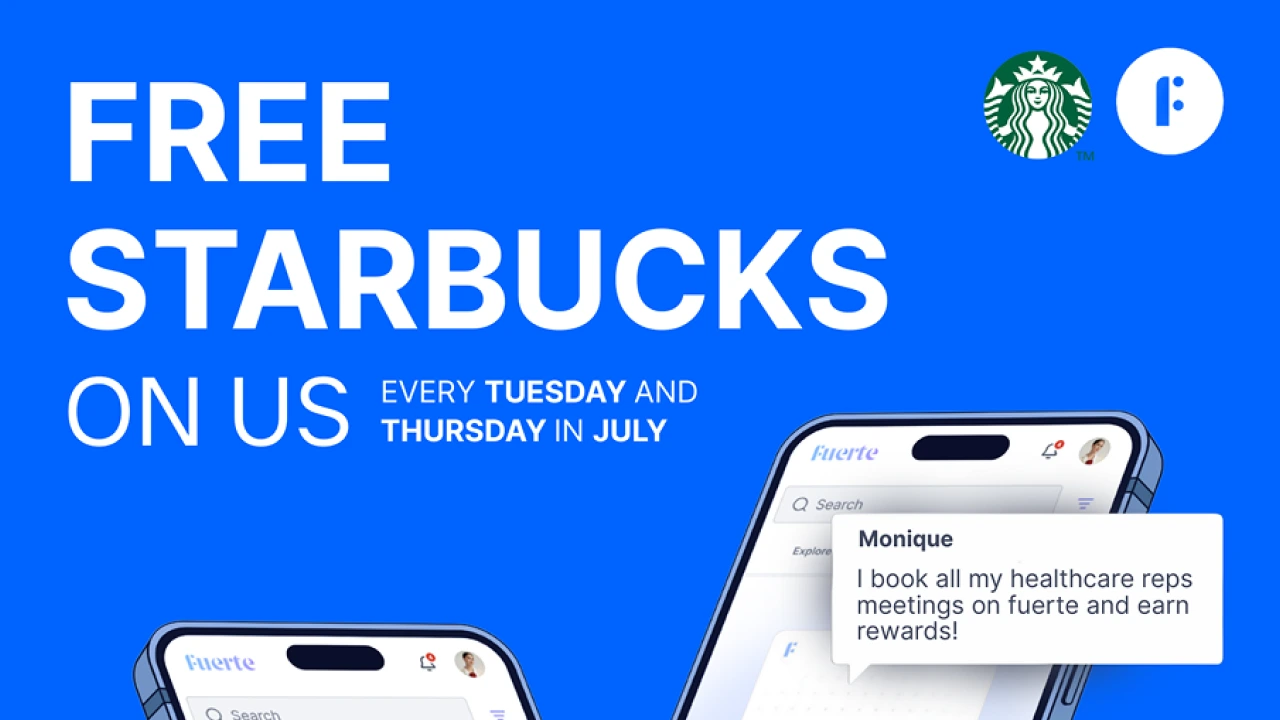 FREE
STARBUCKS
ON US
EVERY TUESDAY AND
THURSDAY IN JULY
TM
Fuerte
Search
Explore
Monique
I book all my healthcare reps
meetings on fuerte and earn
rewards!
Fuerte
Search